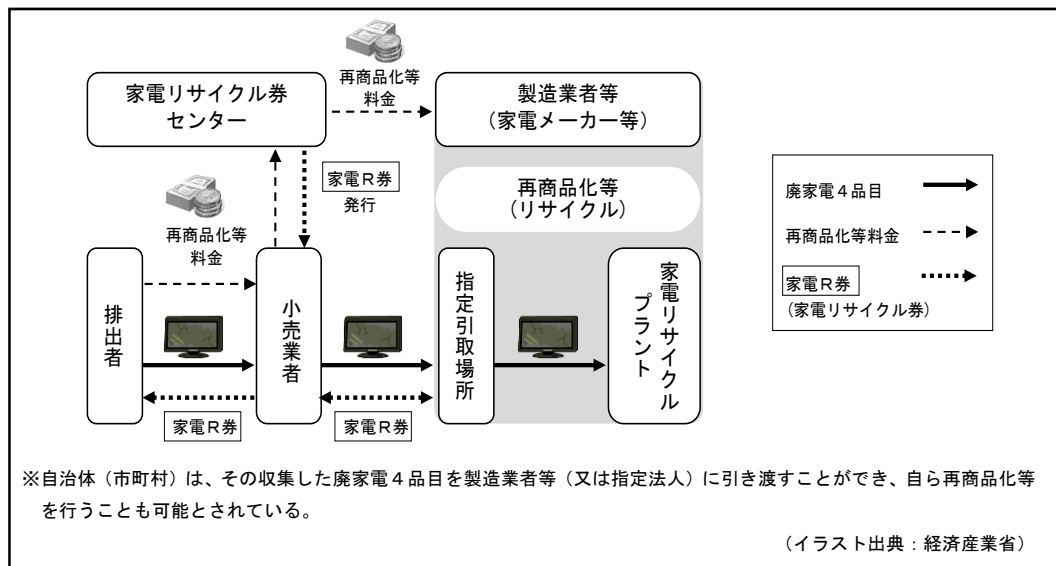 再商品化等
料金
家電リサイクル券
センター
製造業者等
(家電メーカー等)
家電R券
発行
再商品化等
(リサイクル)
再商品化等
料金
排出者
小売業者
指定引取場所
家電リサイクル
プラント
家電R券
家電R券
廃家電4品目
再商品化等料金
家電R券
(家電リサイクル券)
※自治体(市町村)は、その収集した廃家電4品目を製造業者等(又は指定法人)に引き渡すことができ、自ら再商品化等
を行うことも可能とされている。
(イラスト出典:経済産業省)